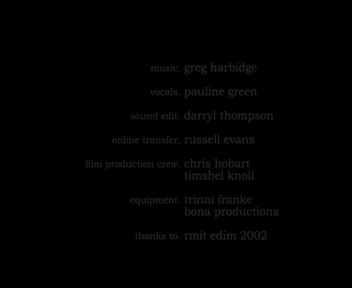 music. greg harbidge
vocals. pauline green
sound edit. darryl thompson
online transfer. russell evans
film production crew. chris hobart
timshel knoll
equipment. trinni franke
bona productions
thanks to. rmit edim 2002